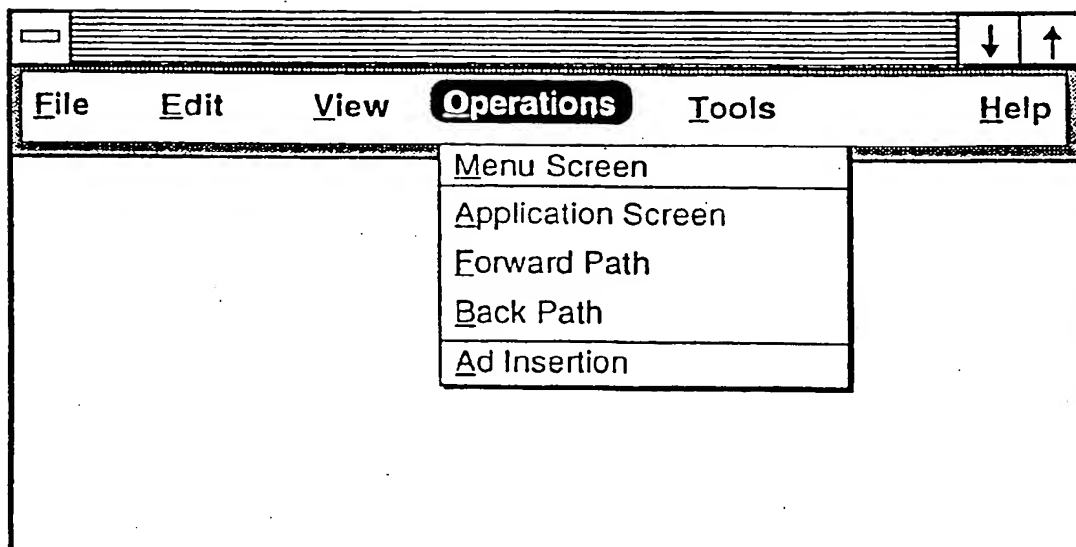 File Edit View Operations Tools Help
Menu Screen
Application Screen
Forward Path
Back Path
Ad Insertion